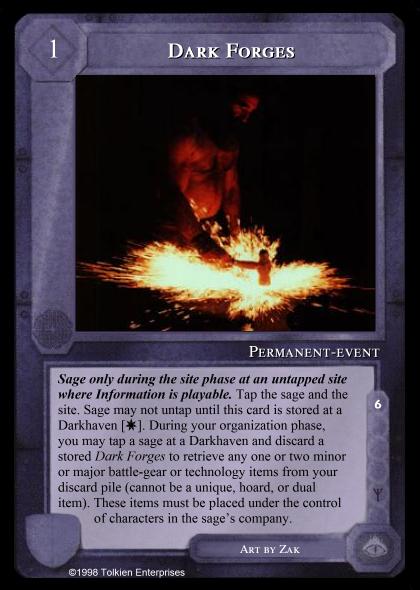 1
DARK FORGES
PERMANENT-EVENT
Sage only during the site phase at an untapped site
where Information is playable. Tap the sage and the
site. Sage may not untap until this card is stored at a
Darkhaven [✷]. During your organization phase,
you may tap a sage at a Darkhaven and discard a
stored Dark Forges to retrieve any one or two minor
or major battle-gear or technology items from your
discard pile (cannot be a unique, hoard, or dual
item). These items must be placed under the control
of characters in the sage's company.
6
ART BY ZAK
©1998 Tolkien Enterprises